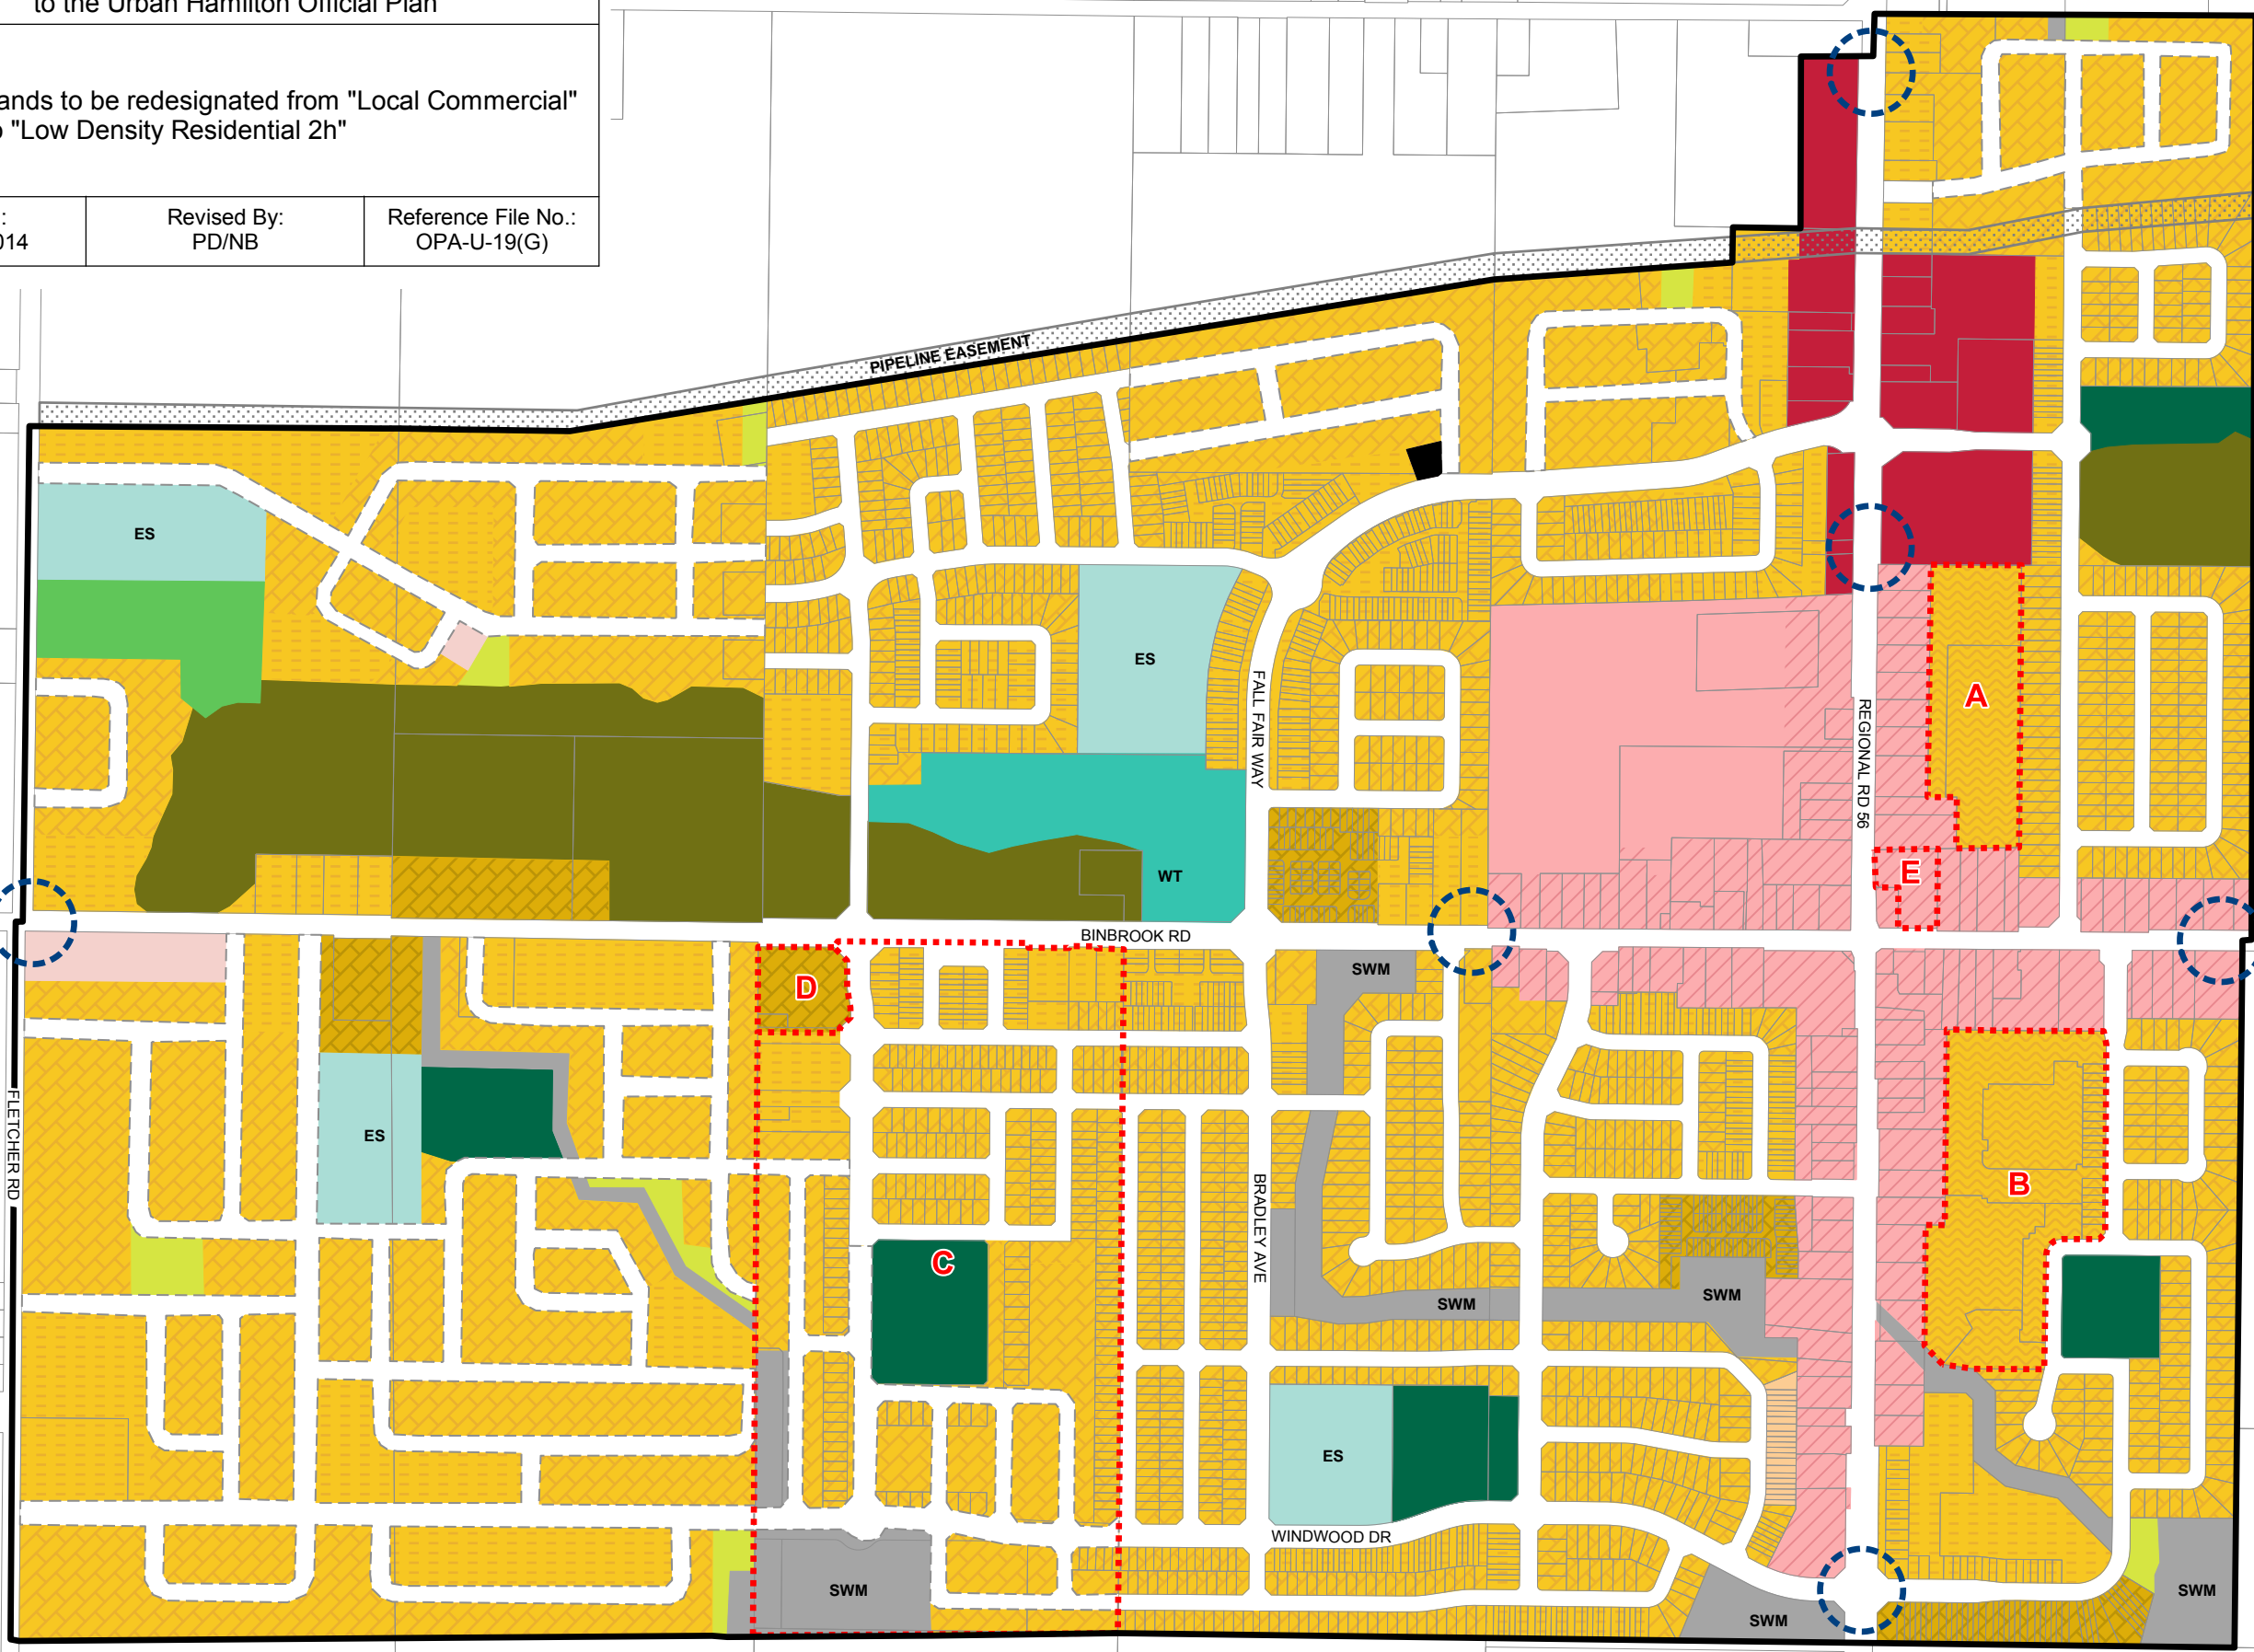 to the Urban Hamilton Official Plan
ands to be redesignated from "Local Commercial"
"Low Density Residential 2h"
Revised By:
PD/NB
Reference File No.:
OPA-U-19(G)
PIPELINE EASEMENT
ES
ES
FALL FAIR WAY
REGIONAL RD 56
A
WT
E
BINBROOK RD
D
SWM
FLETCHER RD
ES
BRADLEY AVE
B
C
SWM
SWM
ES
WINDWOOD DR
SWM
SWM
SWM